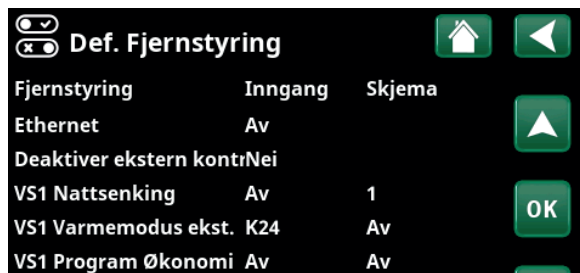 Def. Fjernstyring
Fjernstyring Inngang Skjema
Ethernet Av
Deaktiver ekstern kontr Nei
VS1 Nattsenking Av 1
VS1 Varmemodus ekst. K24 Av
VS1 Program Økonomi Av Av
OK